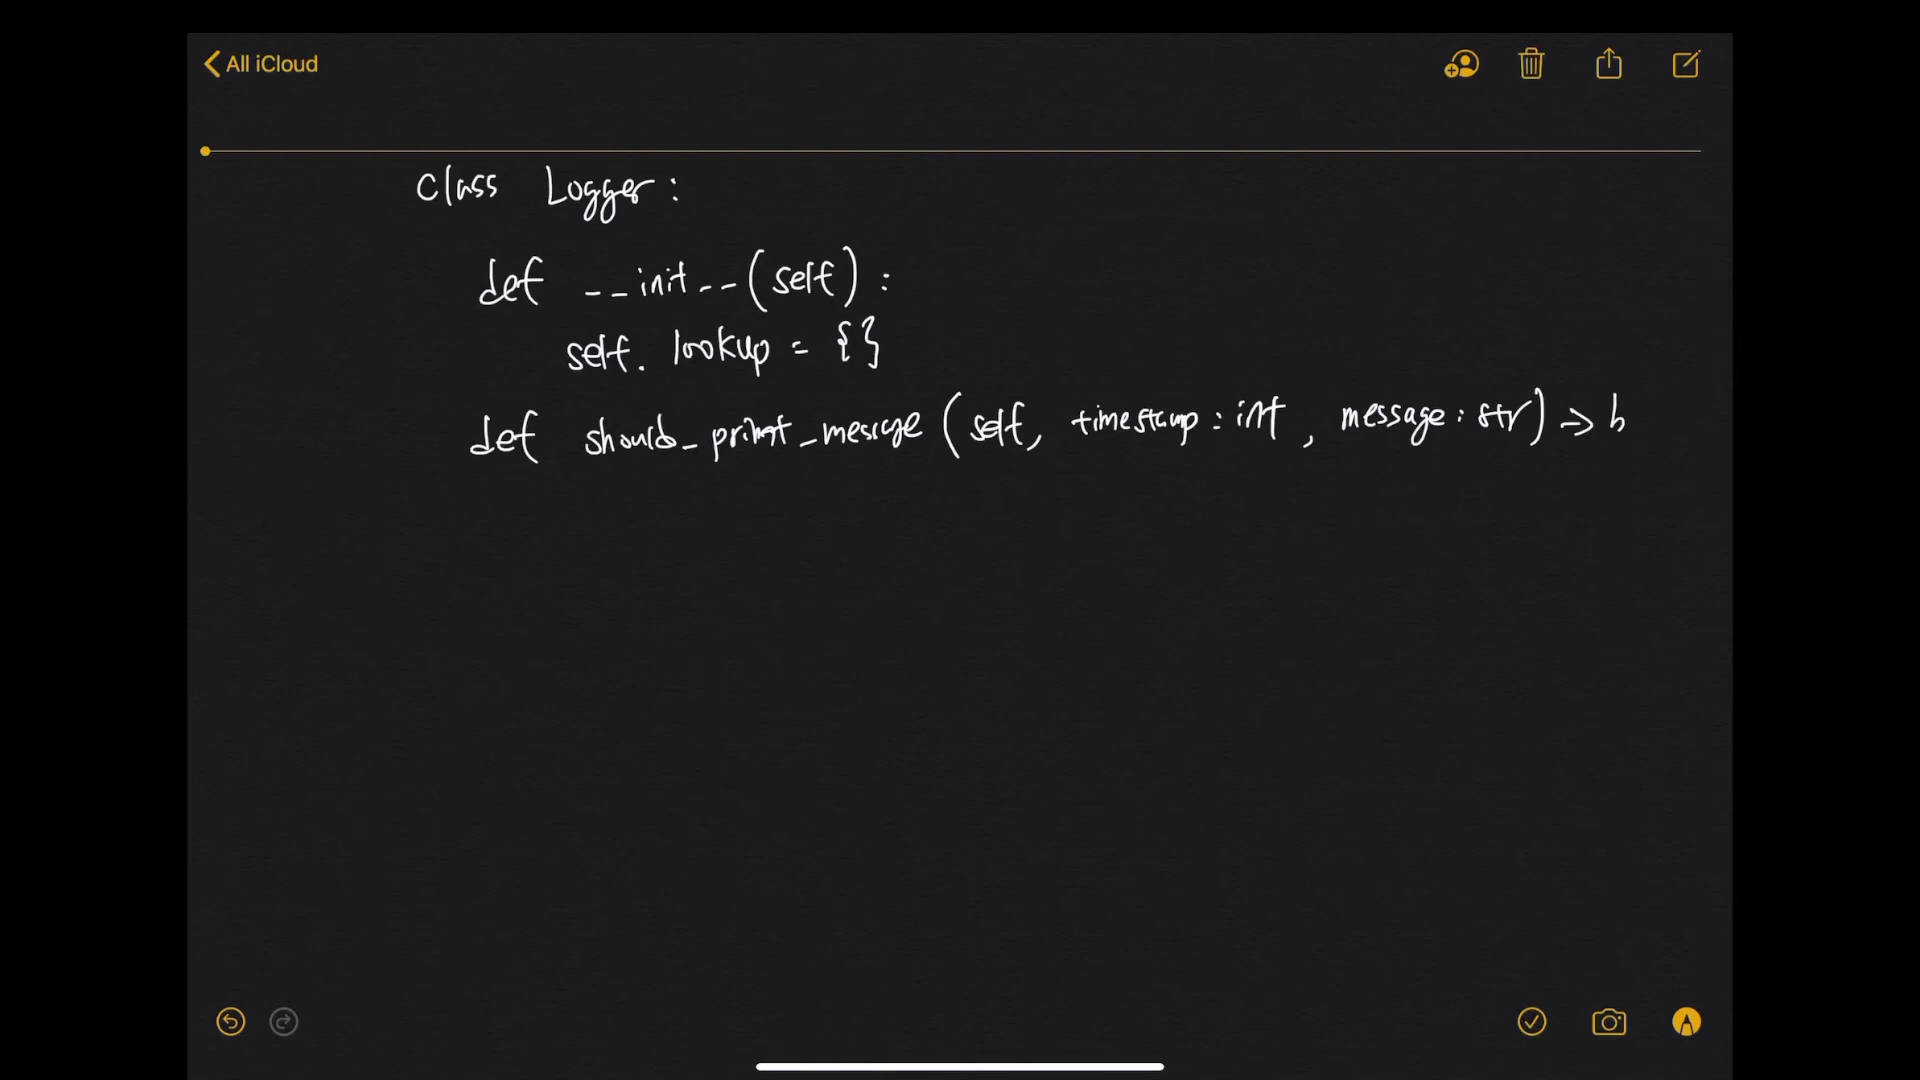 All iCloud
class Logger:
def __init__(self):
self.lookup = {}
def should_print_message (self, timestamp: int, message: str) -> b